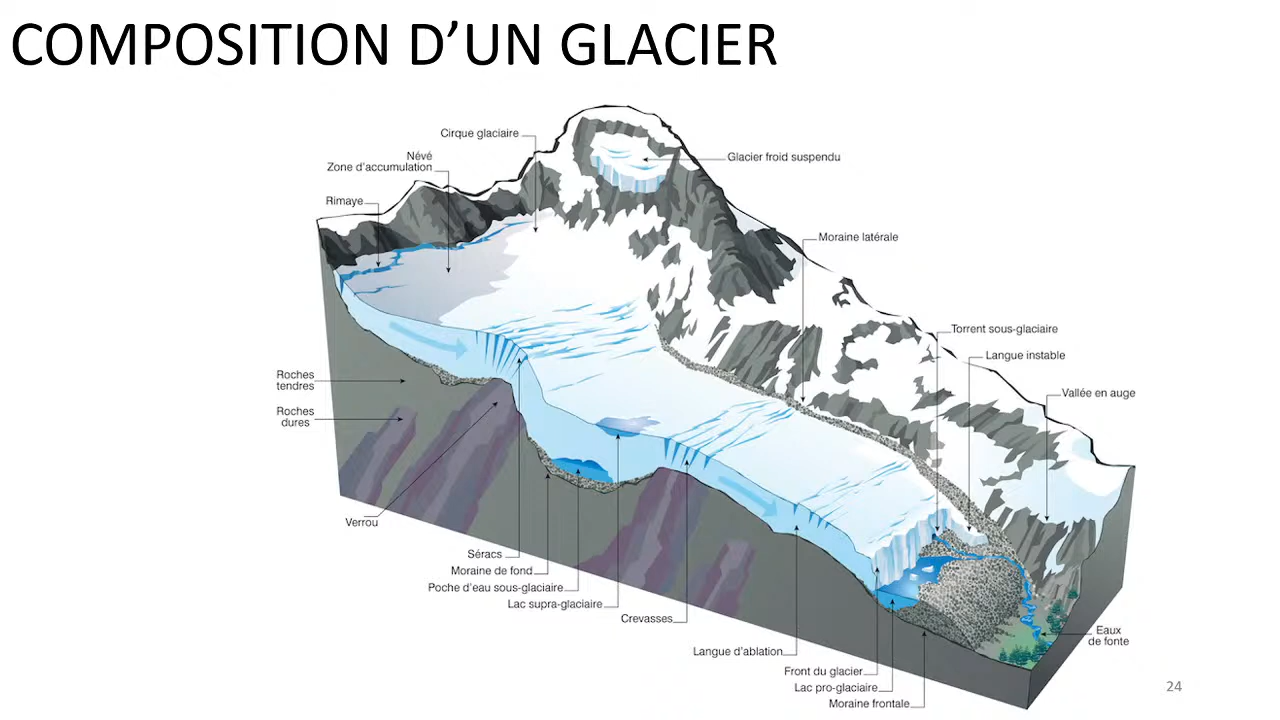 COMPOSITION D’UN GLACIER
Cirque glaciaire
Névé
Zone d’accumulation
Rimaye
Glacier froid suspendu
Moraine latérale
Torrent sous-glaciaire
Langue instable
Vallée en auge
Roches
tendres
Roches
dures
Verrou
Séracs
Moraine de fond
Poche d’eau sous-glaciaire
Lac supra-glaciaire
Crevasses
Langue d’ablation
Front du glacier
Lac pro-glaciaire
Moraine frontale
Eaux
de fonte
24